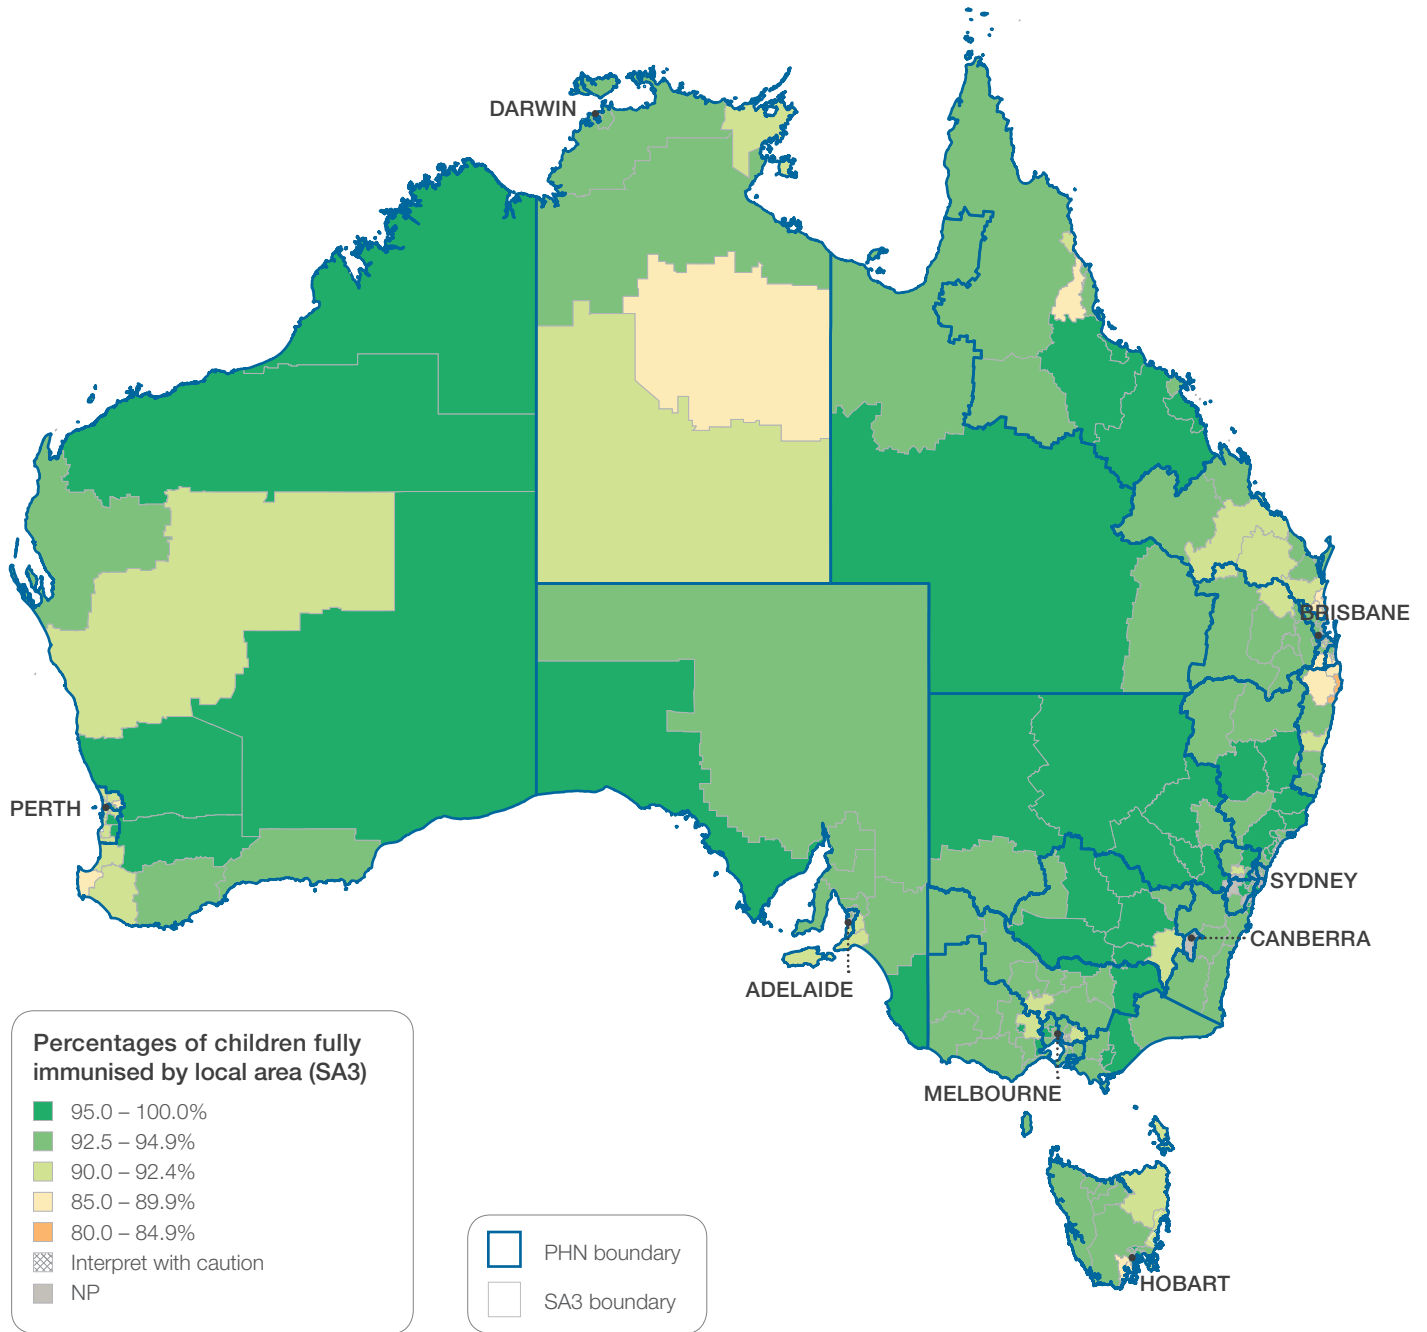 DARWIN
BRISBANE
PERTH
SYDNEY
CANBERRA
ADELAIDE
MELBOURNE
HOBART
Percentages of children fully
immunised by local area (SA3)
95.0 – 100.0%
92.5 – 94.9%
90.0 – 92.4%
85.0 – 89.9%
80.0 – 84.9%
Interpret with caution
NP
PHN boundary
SA3 boundary